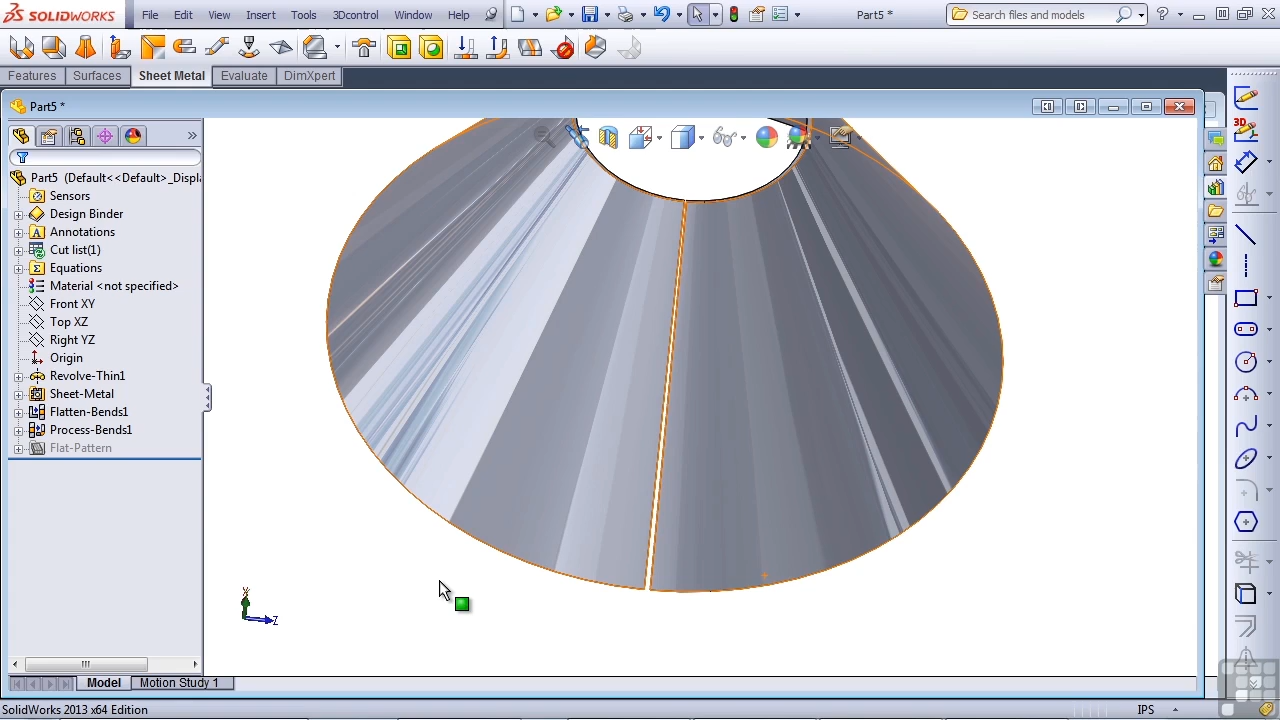 SOLIDWORKS File Edit View Insert Tools 3Dcontrol Window Help Part5 * Search files and models
Features Surfaces Sheet Metal Evaluate DimXpert
Part5 *
Part5 (Default<<Default>_Displa
Sensors
Design Binder
Annotations
Cut list(1)
Equations
Material <not specified>
Front XY
Top XZ
Right YZ
Origin
Revolve-Thin1
Sheet-Metal
Flatten-Bends1
Process-Bends1
Flat-Pattern
Y
Z
Model Motion Study 1
SolidWorks 2013 x64 Edition IPS